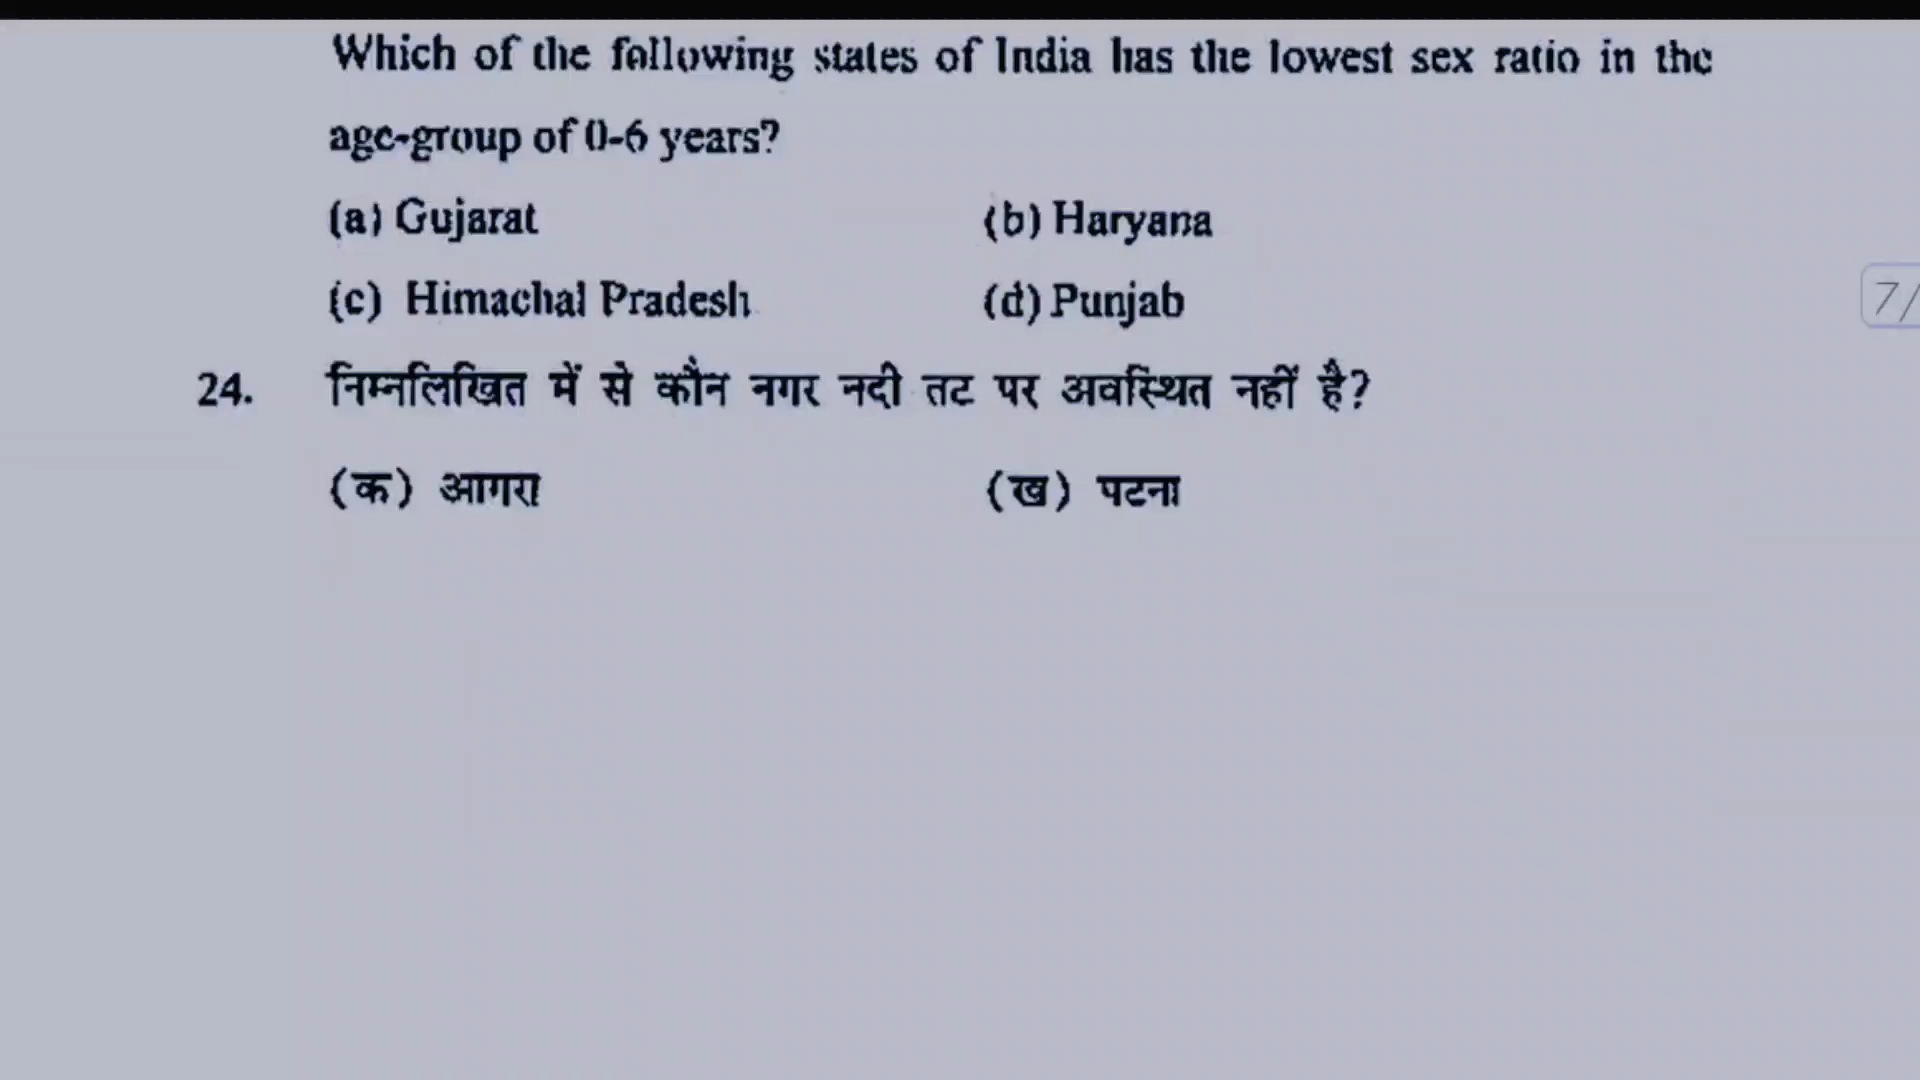 Which of the following states of India has the lowest sex ratio in the
age-group of 0-6 years?
(a) Gujarat (b) Haryana
(c) Himachal Pradesh (d) Punjab
7/
24. निम्नलिखित में से कौन नगर नदी तट पर अवस्थित नहीं है?
(क) आगरा (ख) पटना